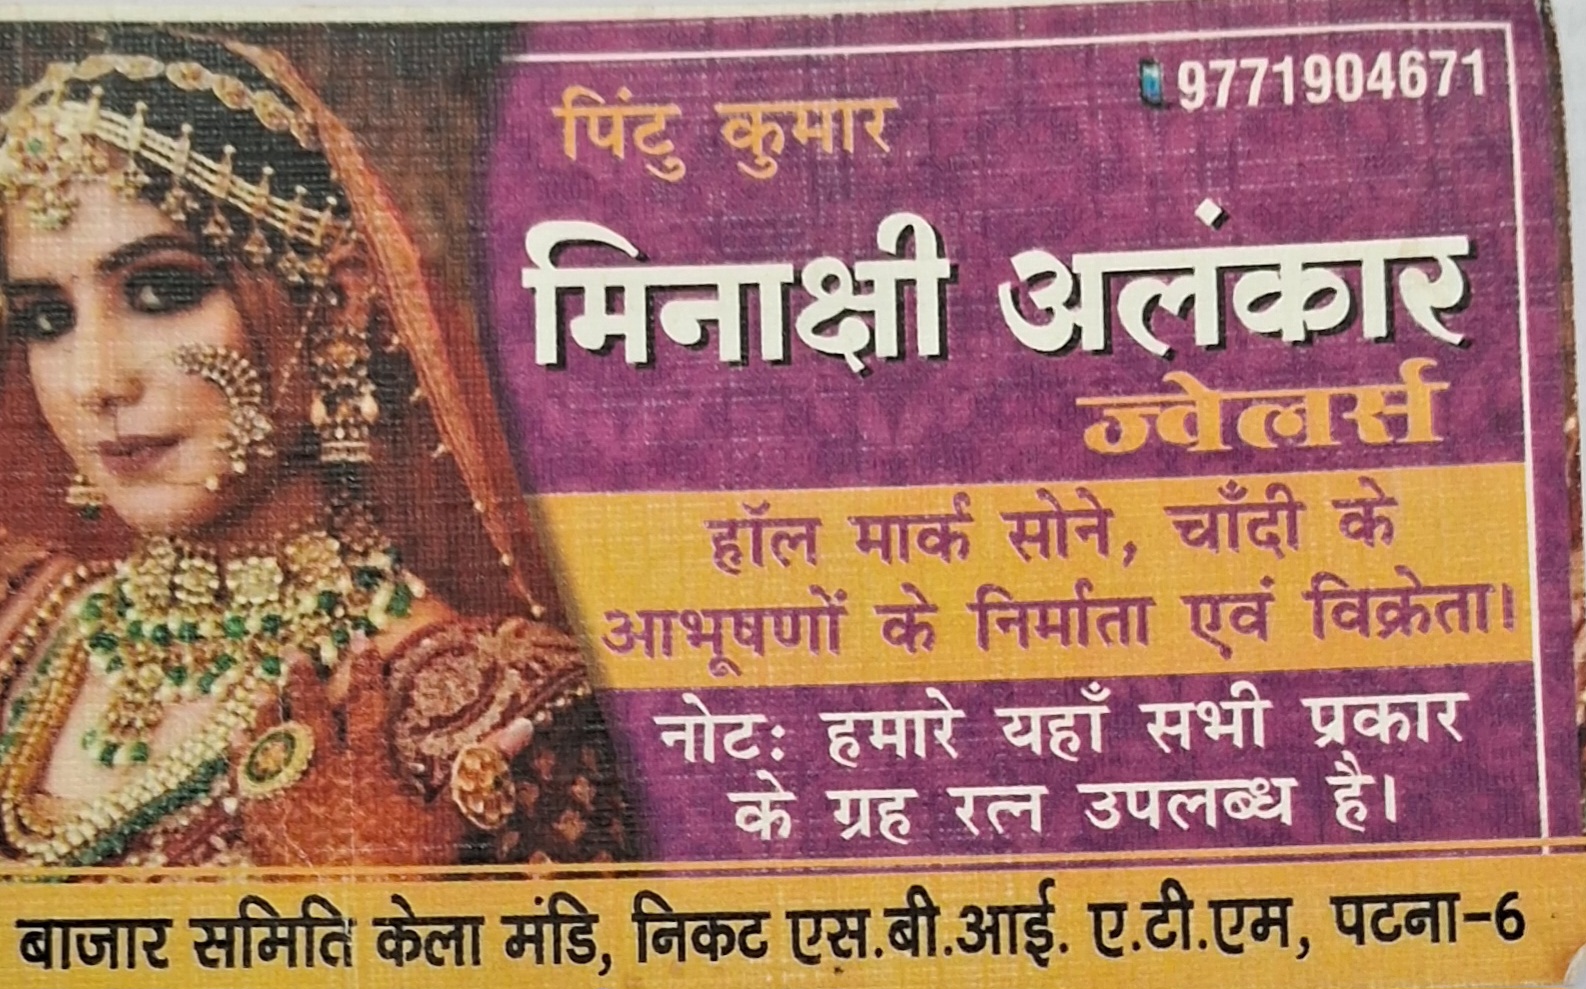 पिंटु कुमार
9771904671
मिनाक्षी अलंकार
ज्वेलर्स
हॉल मार्क सोने, चाँदी के
आभूषणों के निर्माता एवं विक्रेता।
नोटः हमारे यहाँ सभी प्रकार
के ग्रह रत्न उपलब्ध है।
बाजार समिति केला मंडि, निकट एस.बी.आई. ए.टी.एम, पटना-6